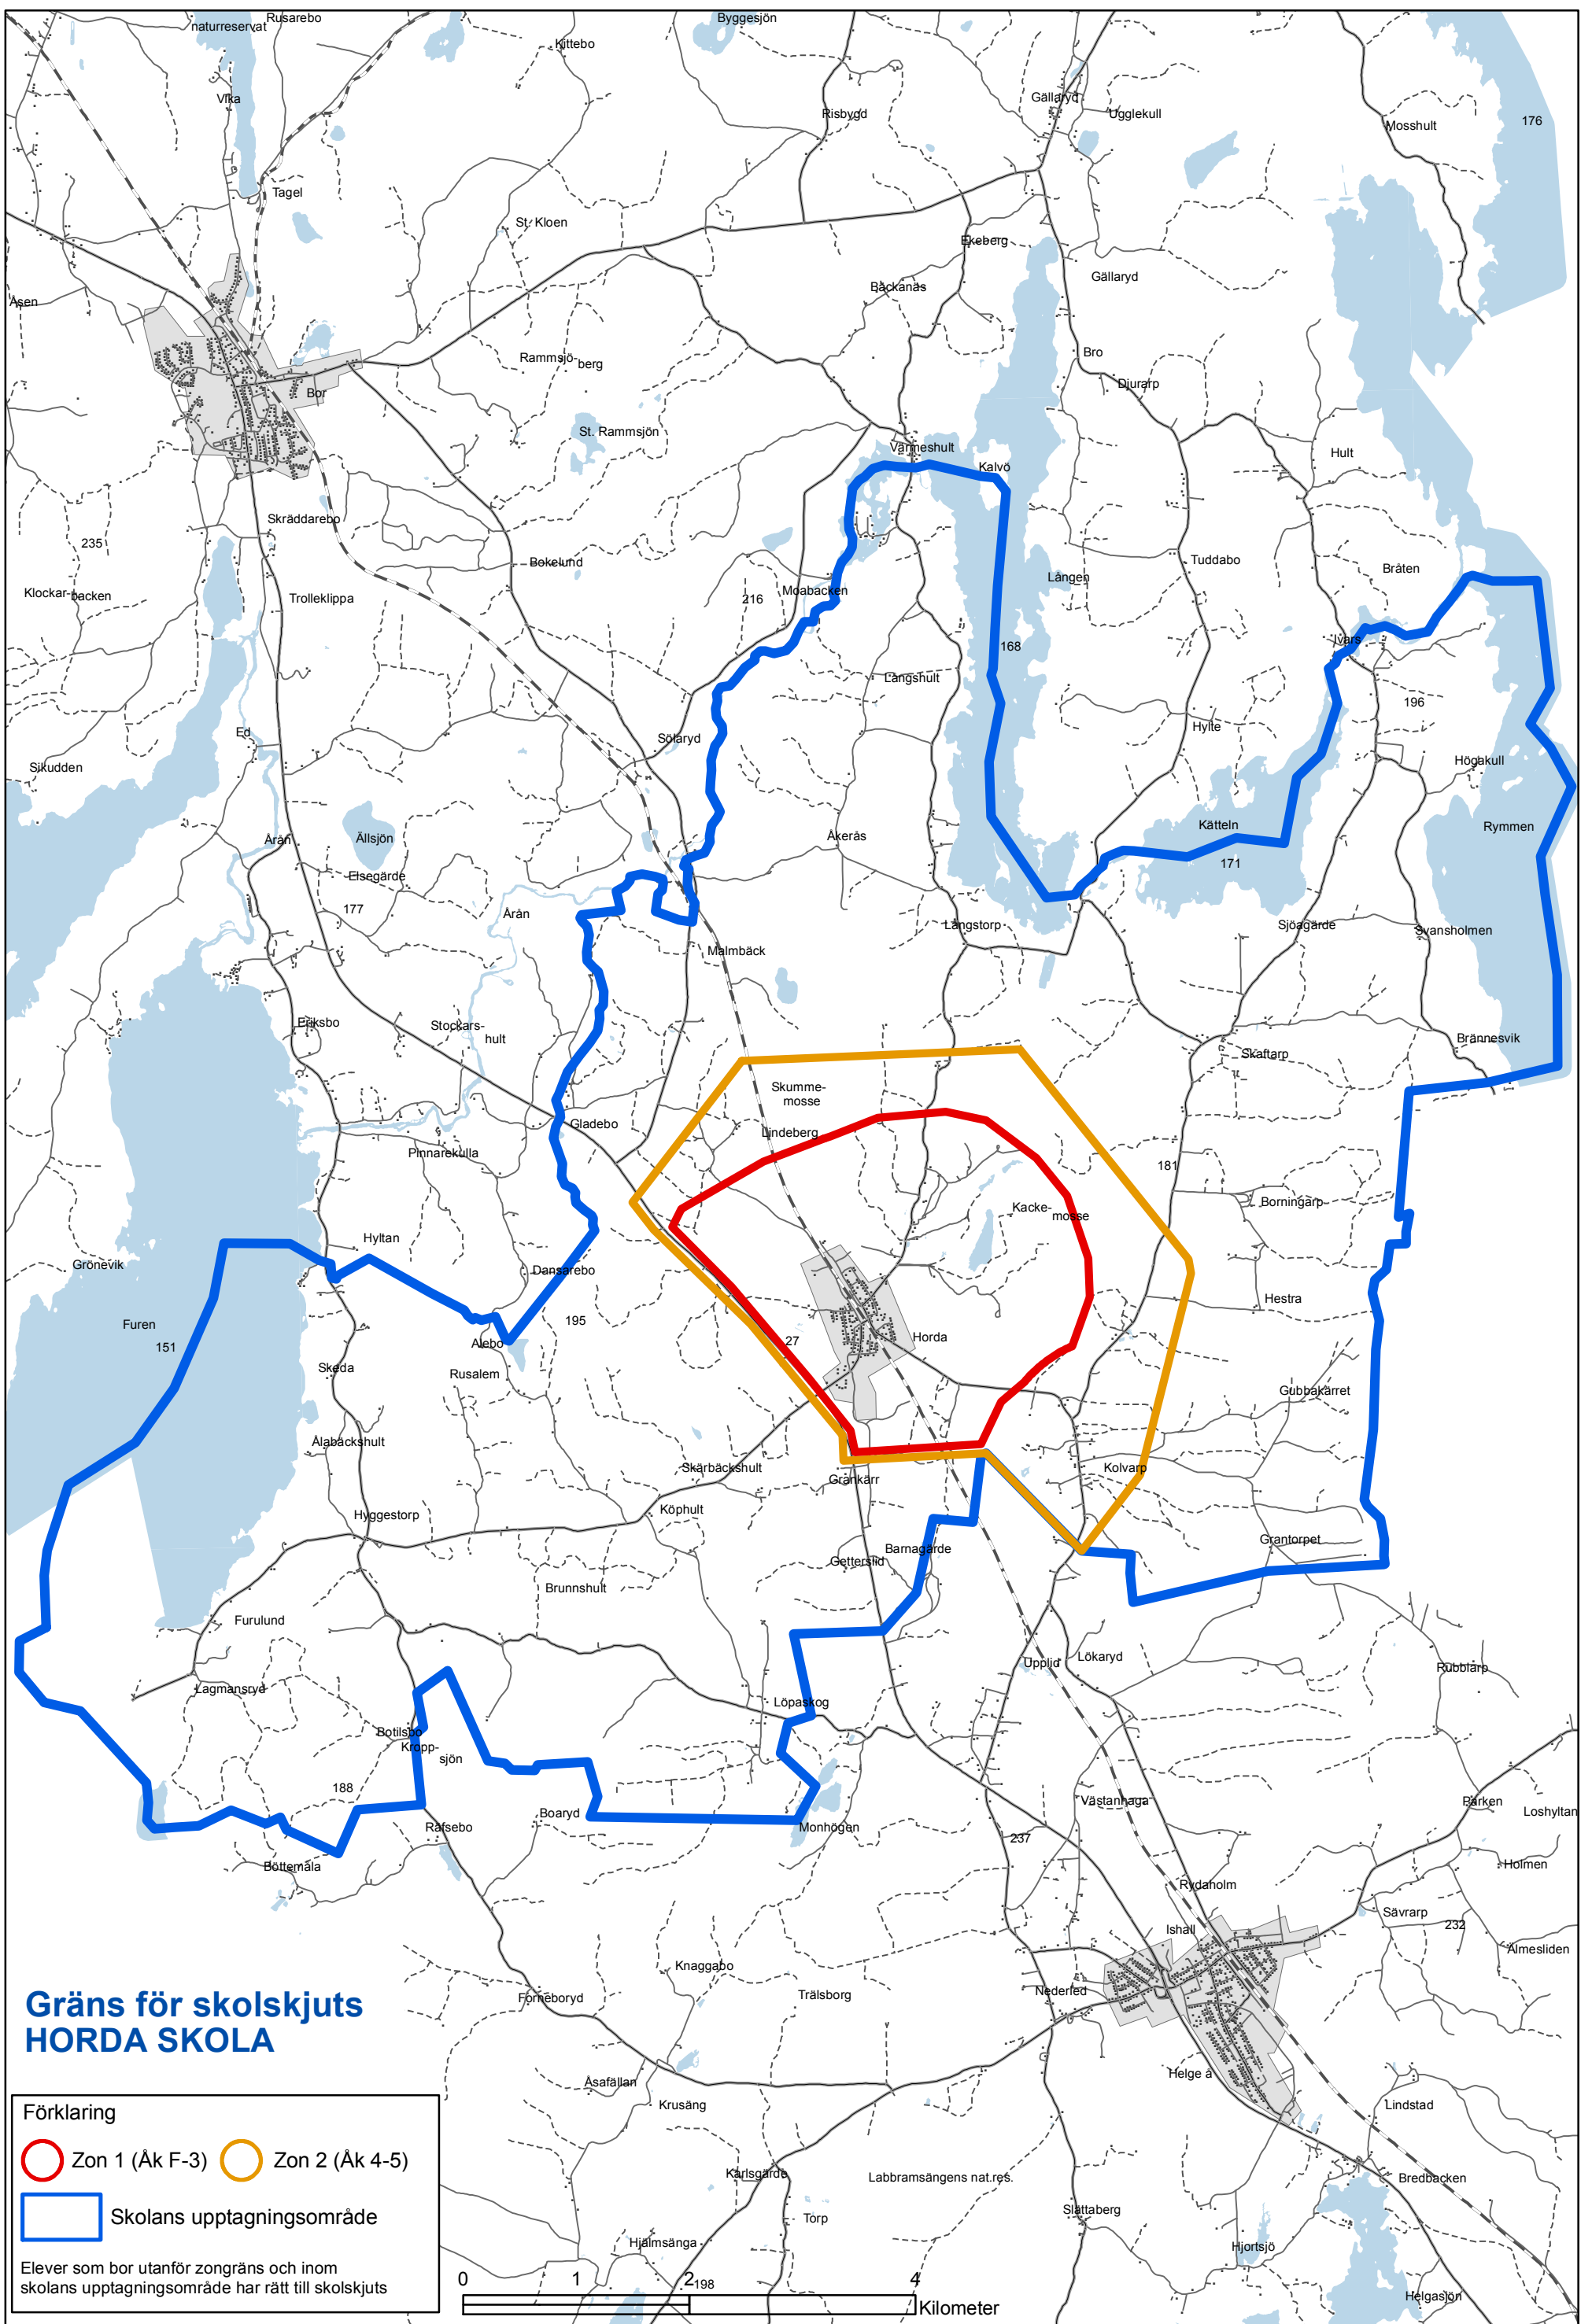 naturreservat
Rusarebo
Byggesjön
Kittebo
Vika
Gällaryd
Risbygd
Ugglekull
Mosshult
176
Tagel
St. Kloen
Ekeberg
Gällaryd
Bäckanäs
Åsen
Bro
Rammsjö-
berg
Djurarp
Bor
St. Rammsjön
Värmeshult
Kalvö
Hult
Skräddarebo
235
Bokelund
Tuddabo
Bråten
Lången
Klockar-
backen
Trolleklippa
216
Moabacken
Ivars
168
Långshult
196
Hylte
Ed
Sölaryd
Högakull
Sikudden
Kätteln
Rymmen
Årån
Ällsjön
Åkerås
171
Elsegärde
177
Årån
Långstorp
Sjöagärde
Svansholmen
Malmbäck
Eriksbo
Stockars-
hult
Brännesvik
Skaftarp
Skumme-
mosse
Gladebo
Lindeberg
Pinnarekulla
181
Borningarp
Kacke-
mosse
Hyltan
Grönevik
Dansarebo
Hestra
195
Furen
151
27
Horda
Alebo
Skeda
Rusalem
Gubbakärret
Ålabäckshult
Skärbäckshult
Grankärr
Kolvarp
Hyggestorp
Köphult
Grantorpet
Barnagärde
Getterslid
Brunnshult
Furulund
Upplid
Lökaryd
Rubblarp
Lagmansryd
Löpaskog
Botilsbo
Kropp-
sjön
188
Västanhaga
Parken
Loshyltan
Boaryd
Råfsebo
Monhögen
237
Böttemåla
Holmen
Rydaholm
Sävrarp
232
Ishall
Älmesliden
Knaggabo
Forneboryd
Trälsborg
Nederled
Gräns för skolskjuts
HORDA SKOLA
Helge å
Åsafällan
Krusäng
Lindstad
Förklaring
Zon 1 (Åk F-3)
Zon 2 (Åk 4-5)
Karlsgärde
Labbramsängens nat.res.
Bredbacken
Skolans upptagningsområde
Slättaberg
Torp
Hjälmsänga
Hjortsjö
Elever som bor utanför zongräns och inom
skolans upptagningsområde har rätt till skolskjuts
0 1 2 4
198
Helgasjön
Kilometer